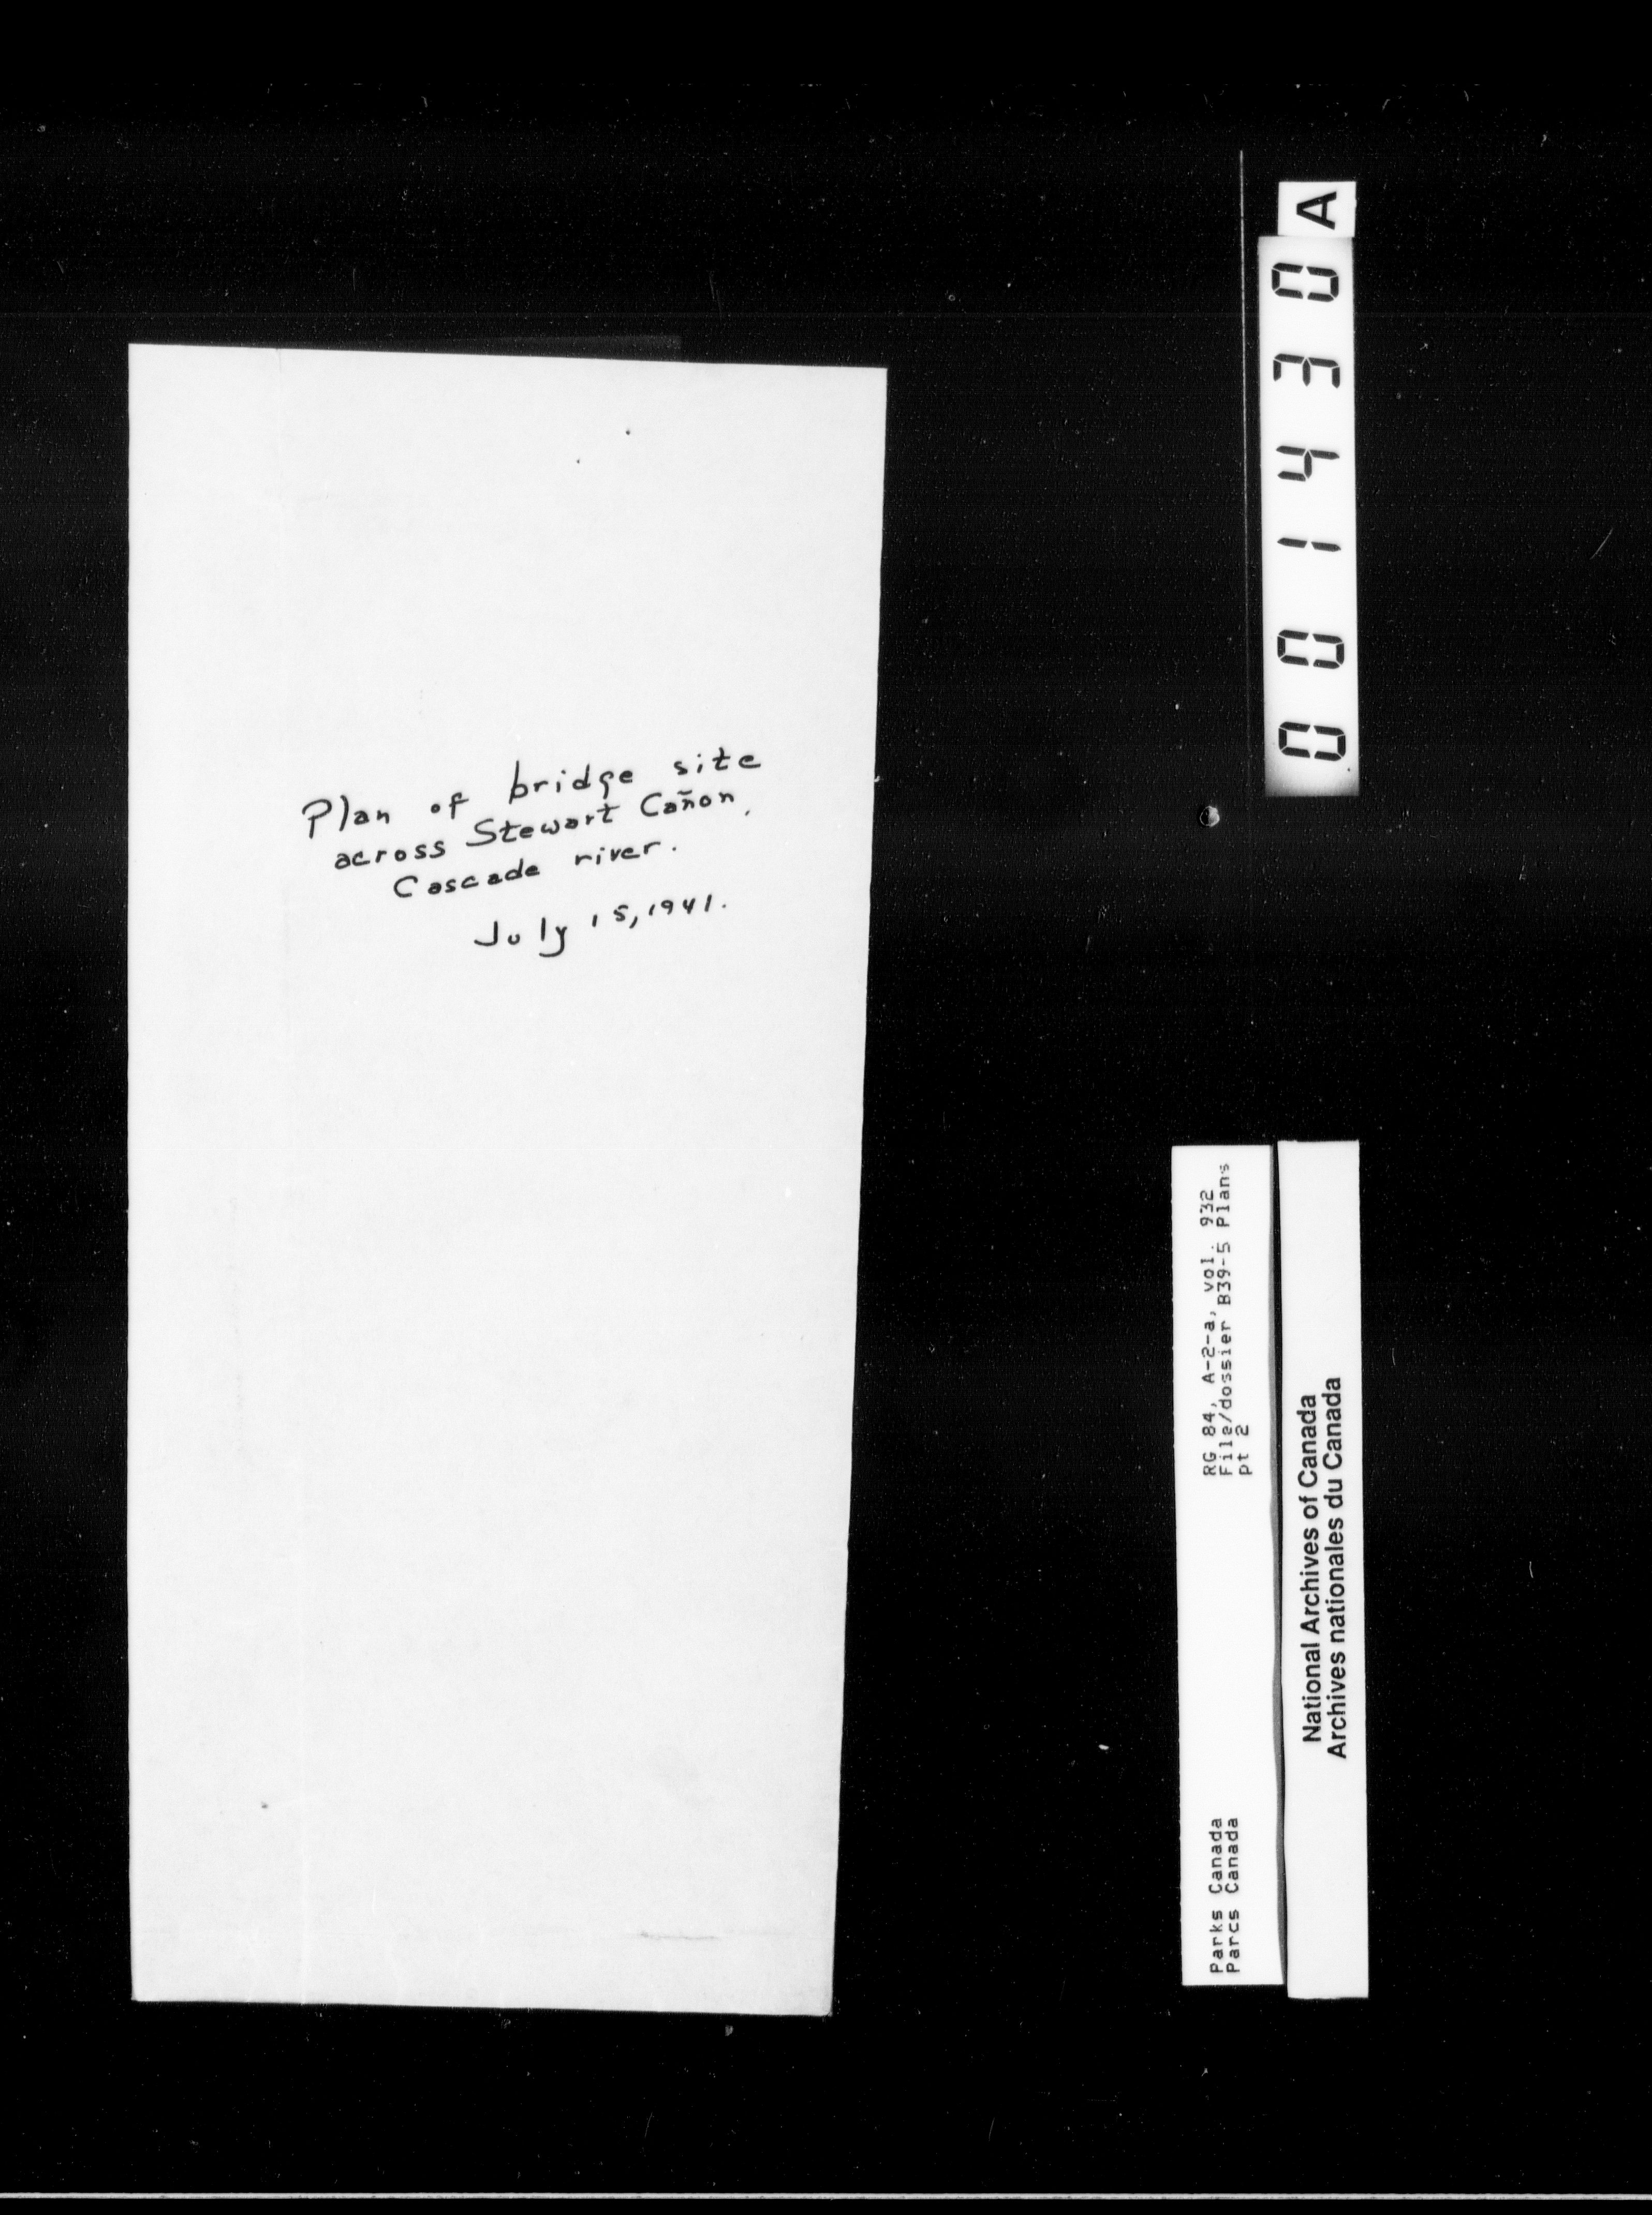 Plan of bridge site
across Stewart Cañon,
Cascade river.
July 15, 1941.
A
001430
RG 84, A-2-a, vol. 932
File/dossier B39-5 Plans
pt 2
Parks Canada
Parcs Canada
National Archives of Canada
Archives nationales du Canada